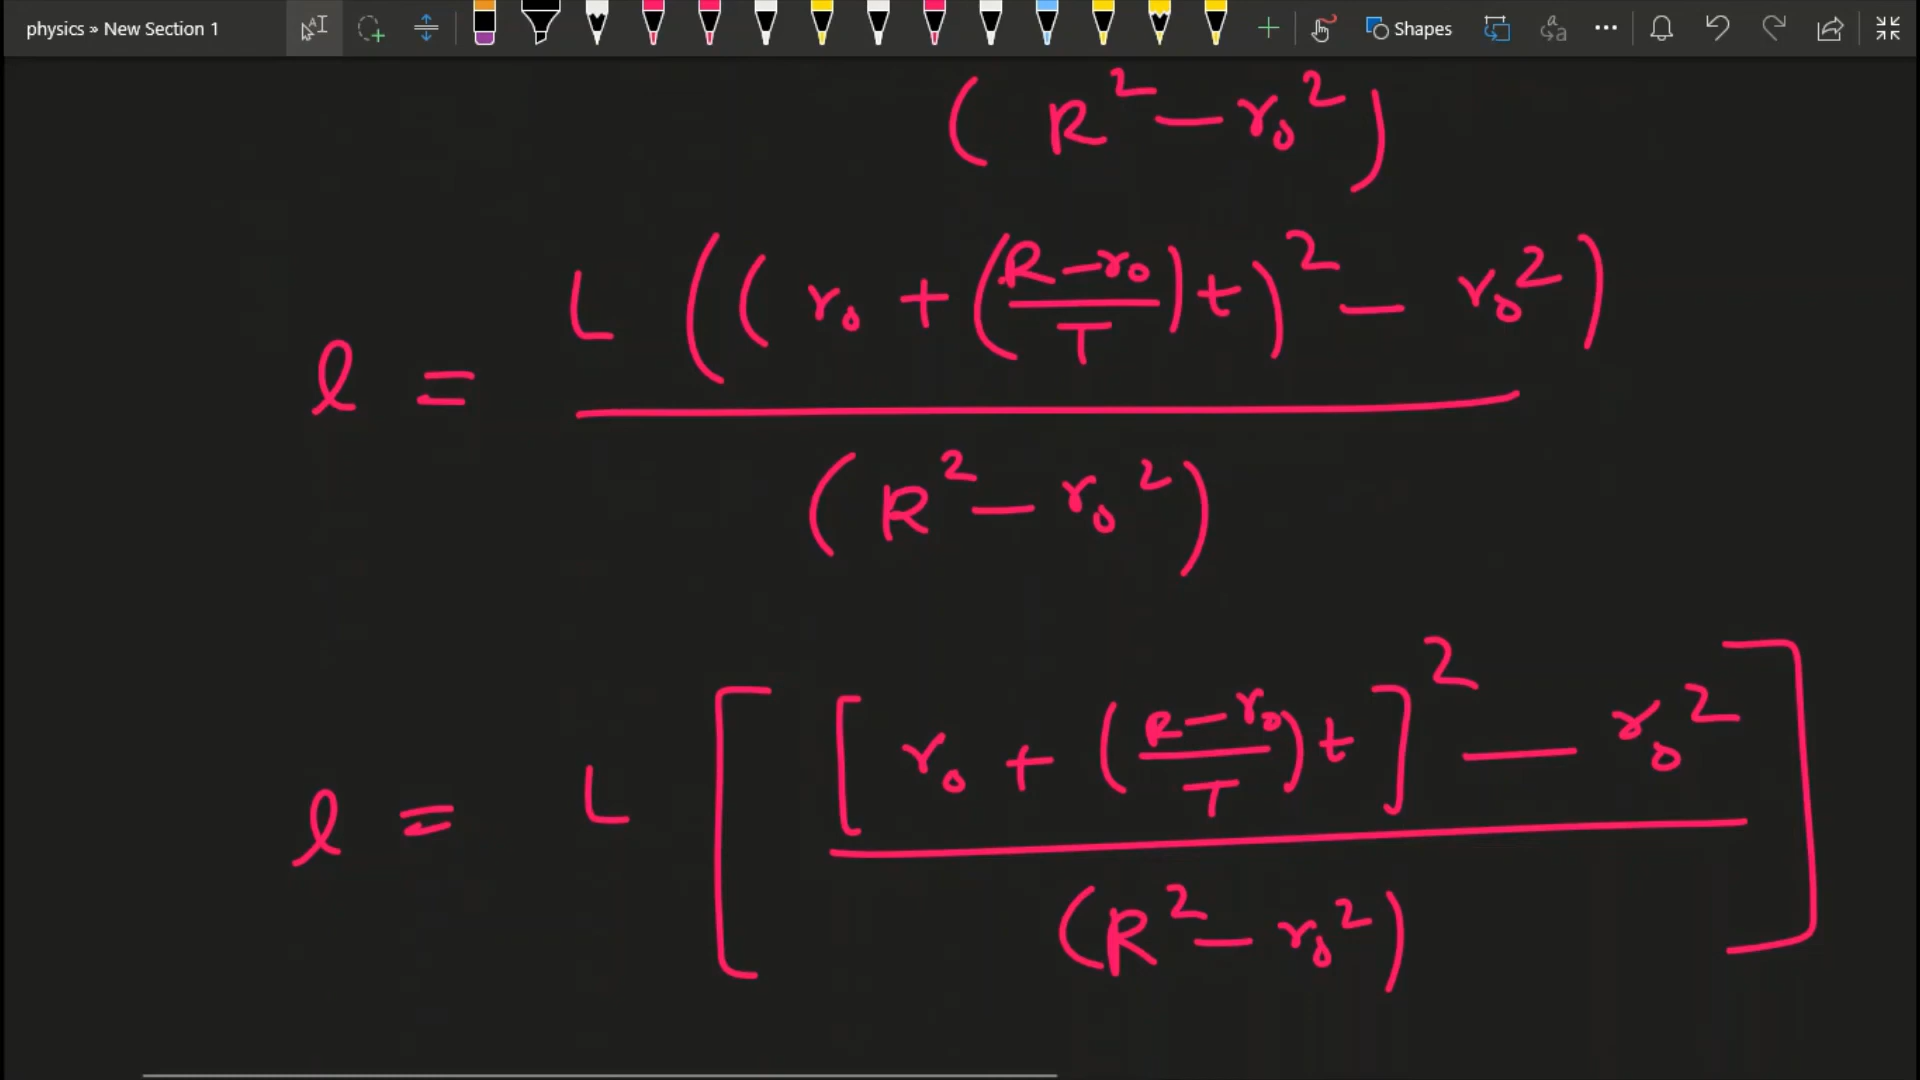 physics » New Section 1 Shapes
(R² − r₀²)
l = L((r₀ + ((R − r₀)/T)t)² − r₀²) / (R² − r₀²)
l = L[([r₀ + ((R − r₀)/T)t]² − r₀²) / (R² − r₀²)]